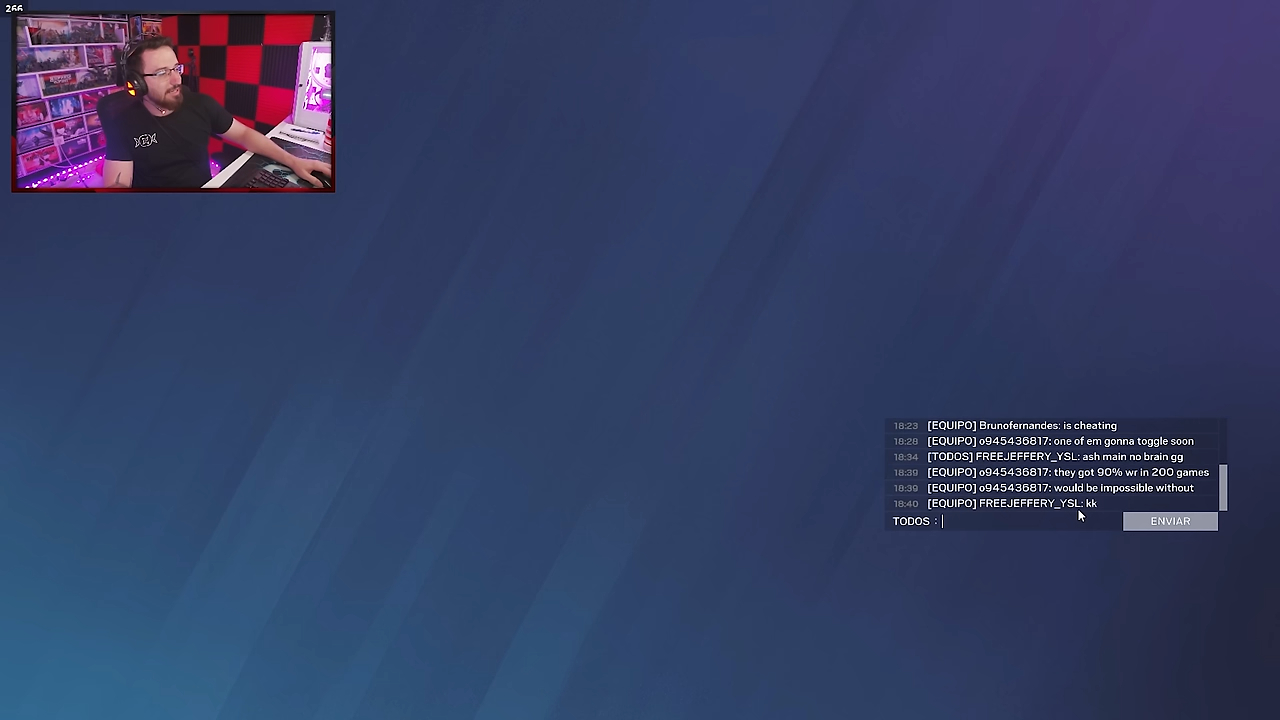 266
18:23 [EQUIPO] Brunofernandes: is cheating
18:28 [EQUIPO] o945436817: one of em gonna toggle soon
18:34 [TODOS] FREEJEFFERY_YSL: ash main no brain gg
18:39 [EQUIPO] o945436817: they got 90% wr in 200 games
18:39 [EQUIPO] o945436817: would be impossible without
18:40 [EQUIPO] FREEJEFFERY_YSL: kk
TODOS : ENVIAR